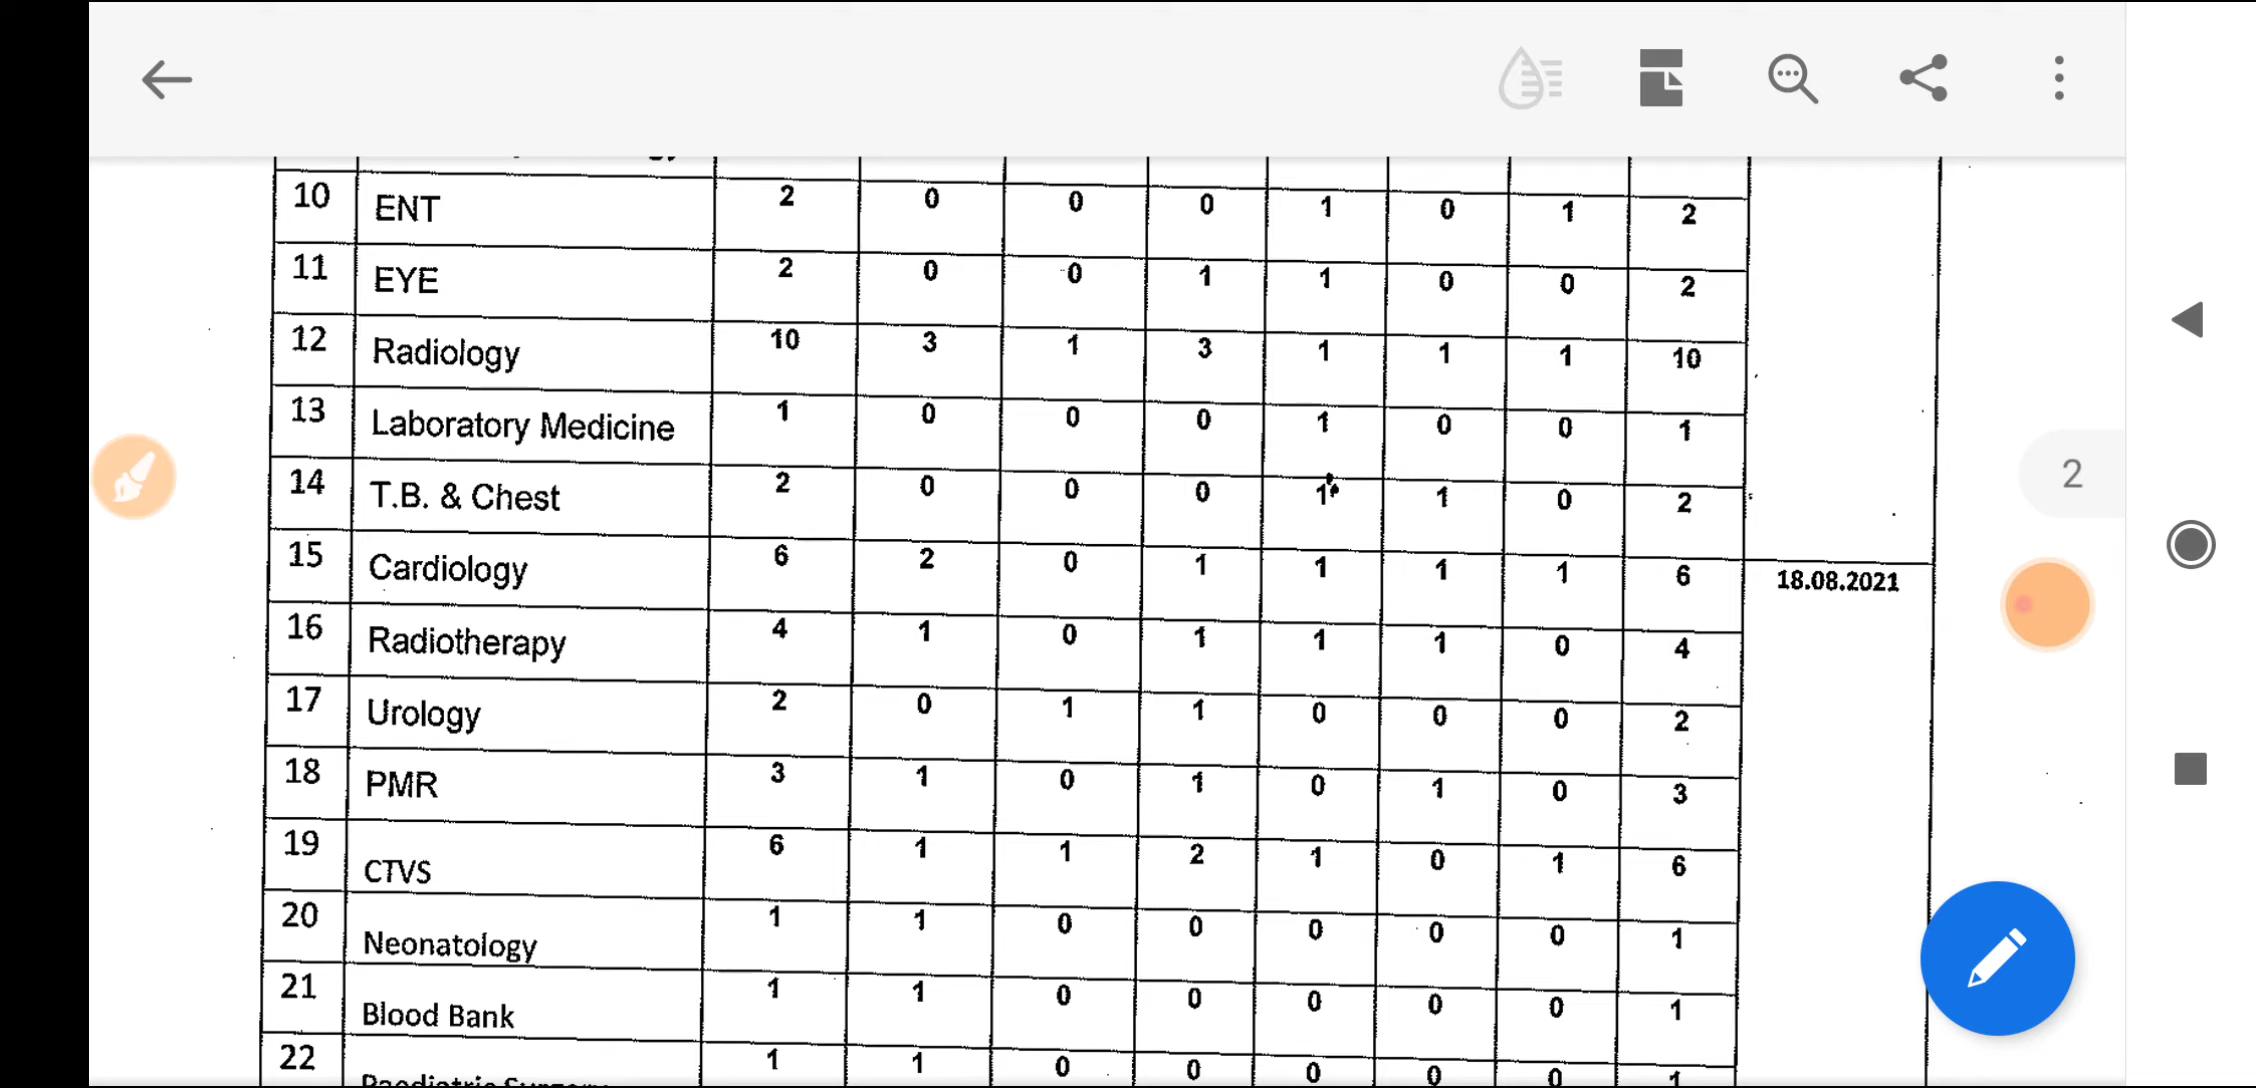 10 ENT 2 0 0 0 1 0 1 2
11 EYE 2 0 0 1 1 0 0 2
12 Radiology 10 3 1 3 1 1 1 10
13 Laboratory Medicine 1 0 0 0 1 0 0 1
14 T.B. & Chest 2 0 0 0 1 1 0 2
15 Cardiology 6 2 0 1 1 1 1 6 18.08.2021
16 Radiotherapy 4 1 0 1 1 1 0 4
17 Urology 2 0 1 1 0 0 0 2
18 PMR 3 1 0 1 0 1 0 3
19 CTVS 6 1 1 2 1 0 1 6
20 Neonatology 1 1 0 0 0 0 0 1
21 Blood Bank 1 1 0 0 0 0 0 1
22 Paediatric Surgery 1 1 0 0 0 0 0 1
2